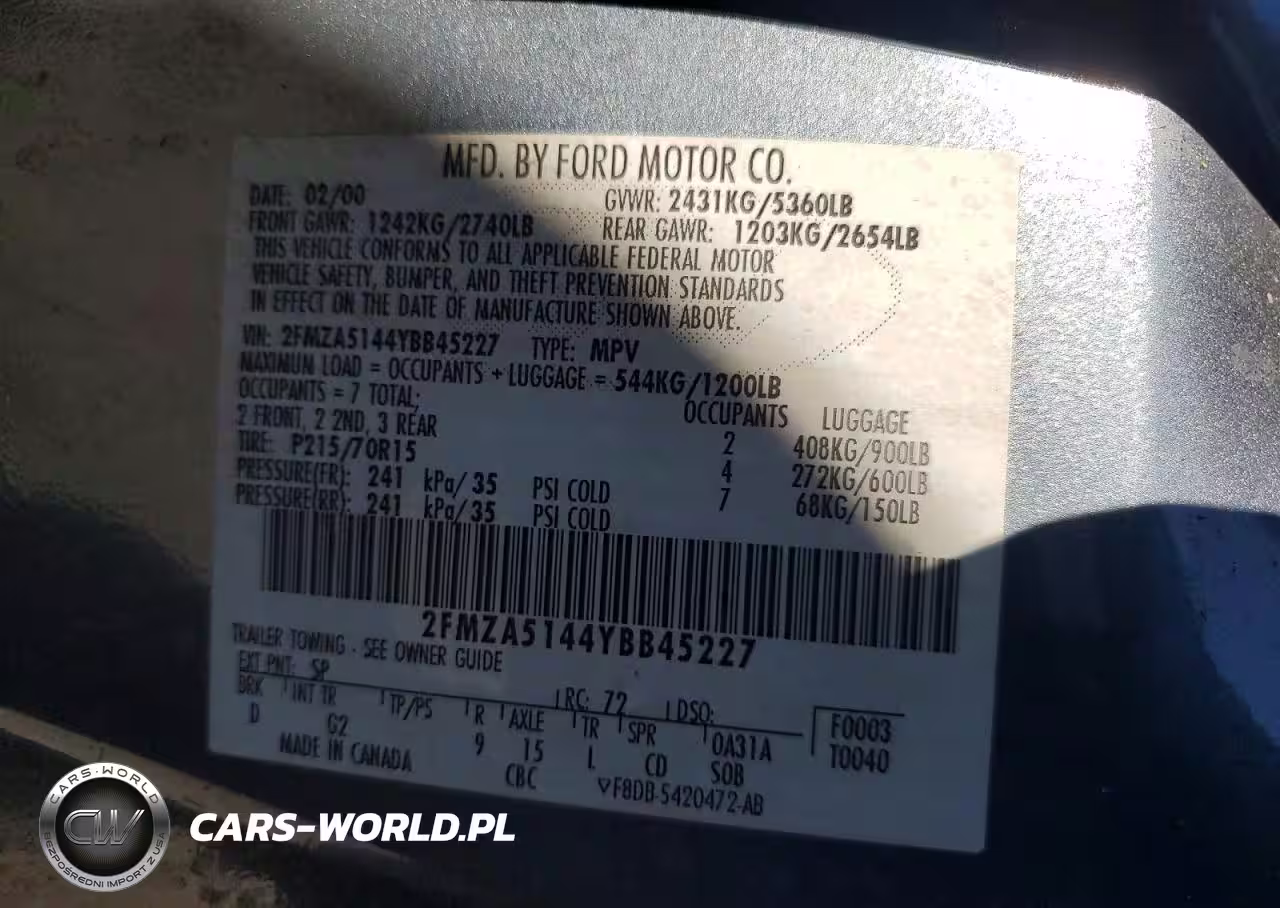 MFD. BY FORD MOTOR CO.
DATE: 02/00 GVWR: 2431KG/5360LB
FRONT GAWR: 1242KG/2740LB REAR GAWR: 1203KG/2654LB
THIS VEHICLE CONFORMS TO ALL APPLICABLE FEDERAL MOTOR
VEHICLE SAFETY, BUMPER, AND THEFT PREVENTION STANDARDS
IN EFFECT ON THE DATE OF MANUFACTURE SHOWN ABOVE.
VIN: 2FMZA5144YBB45227 TYPE: MPV
MAXIMUM LOAD = OCCUPANTS + LUGGAGE = 544KG/1200LB
OCCUPANTS = 7 TOTAL; OCCUPANTS LUGGAGE
2 FRONT, 2 2ND, 3 REAR 2 408KG/900LB
TIRE: P215/70R15 4 272KG/600LB
PRESSURE(FR): 241 kPa/35 PSI COLD 7 68KG/150LB
PRESSURE(RR): 241 kPa/35 PSI COLD
2FMZA5144YBB45227
TRAILER TOWING - SEE OWNER GUIDE
EXT PNT: SP RC: 72 DSO:
BRK INT TR TP/PS R AXLE TR SPR 0A31A F0003
D G2 9 15 L CD SOB T0040
MADE IN CANADA CBC ▽F8DB-5420472-AB
CARS-WORLD
CW
BEZPOŚREDNI IMPORT Z USA
CARS-WORLD.PL